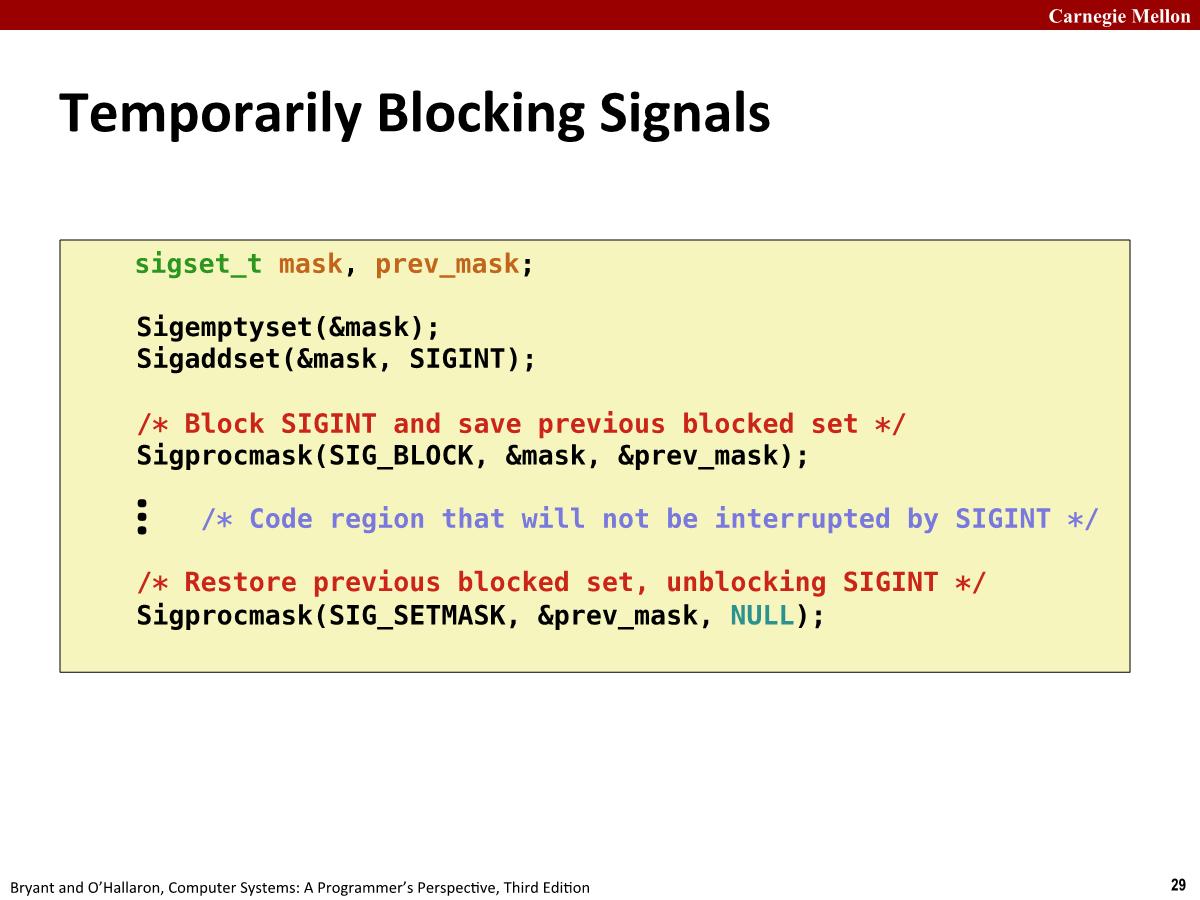 Carnegie Mellon
Temporarily Blocking Signals
sigset_t mask, prev_mask;
Sigemptyset(&mask);
Sigaddset(&mask, SIGINT);
/* Block SIGINT and save previous blocked set */
Sigprocmask(SIG_BLOCK, &mask, &prev_mask);
/* Code region that will not be interrupted by SIGINT */
/* Restore previous blocked set, unblocking SIGINT */
Sigprocmask(SIG_SETMASK, &prev_mask, NULL);
Bryant and O’Hallaron, Computer Systems: A Programmer’s Perspective, Third Edition
29